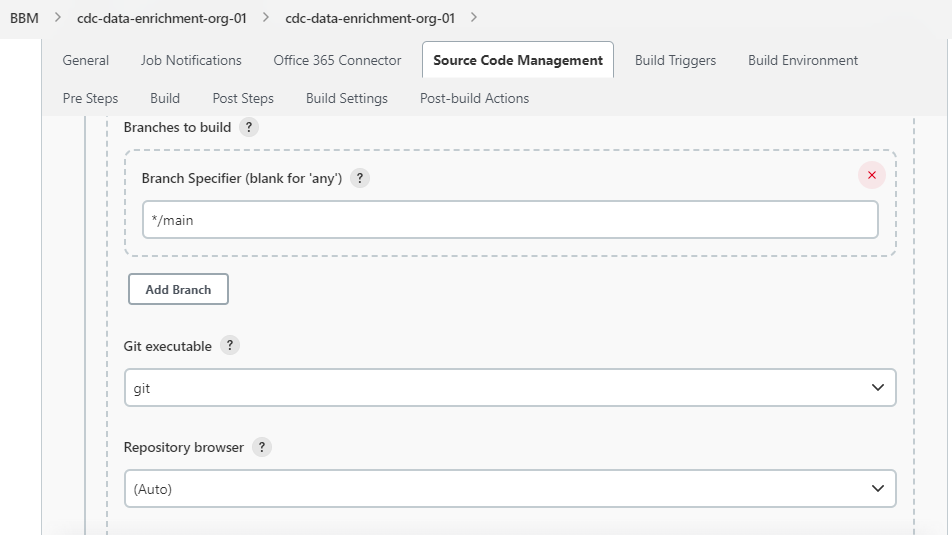 BBM > cdc-data-enrichment-org-01 > cdc-data-enrichment-org-01 >
General Job Notifications Office 365 Connector Source Code Management Build Triggers Build Environment
Pre Steps Build Post Steps Build Settings Post-build Actions
Branches to build ?
Branch Specifier (blank for 'any') ?
*/main
Add Branch
Git executable ?
git
Repository browser ?
(Auto)